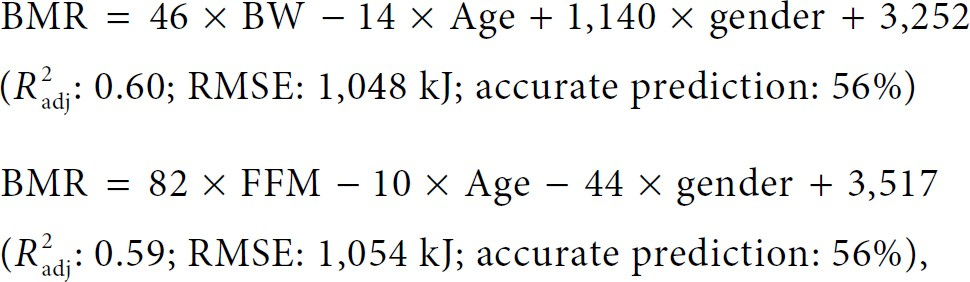 BMR = 46 × BW − 14 × Age + 1,140 × gender + 3,252
(R²adj: 0.60; RMSE: 1,048 kJ; accurate prediction: 56%)
BMR = 82 × FFM − 10 × Age − 44 × gender + 3,517
(R²adj: 0.59; RMSE: 1,054 kJ; accurate prediction: 56%),